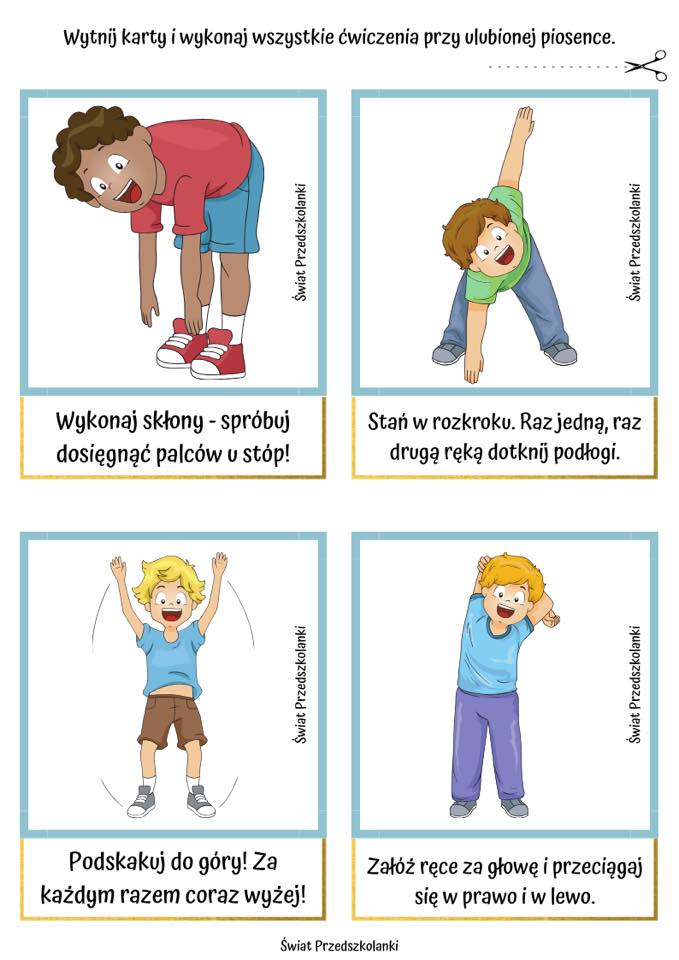 Wytnij karty i wykonaj wszystkie ćwiczenia przy ulubionej piosence.
Świat Przedszkolanki
Świat Przedszkolanki
Wykonaj skłony - spróbuj
dosięgnąć palców u stóp!
Stań w rozkroku. Raz jedną, raz
drugą ręką dotknij podłogi.
Świat Przedszkolanki
Świat Przedszkolanki
Podskakuj do góry! Za
każdym razem coraz wyżej!
Załóż ręce za głowę i przeciągaj
się w prawo i w lewo.
Świat Przedszkolanki